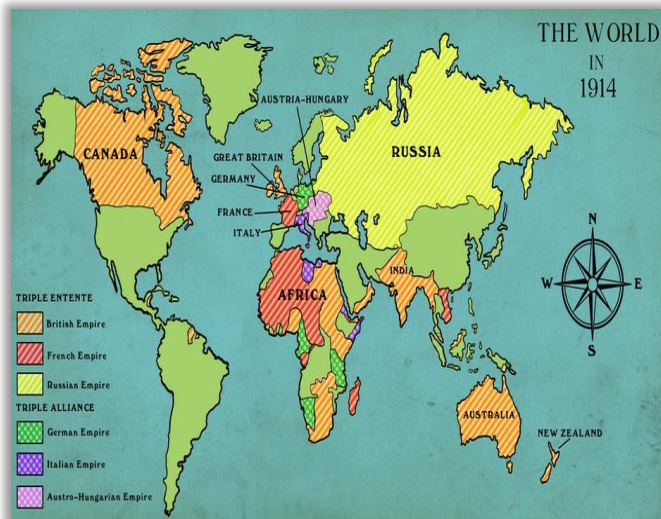 THE WORLD
IN
1914
AUSTRIA-HUNGARY
CANADA
RUSSIA
GREAT BRITAIN
GERMANY
FRANCE
ITALY
INDIA
AFRICA
N
W
E
S
TRIPLE ENTENTE
British Empire
French Empire
Russian Empire
TRIPLE ALLIANCE
German Empire
Italian Empire
Austro-Hungarian Empire
AUSTRALIA
NEW ZEALAND